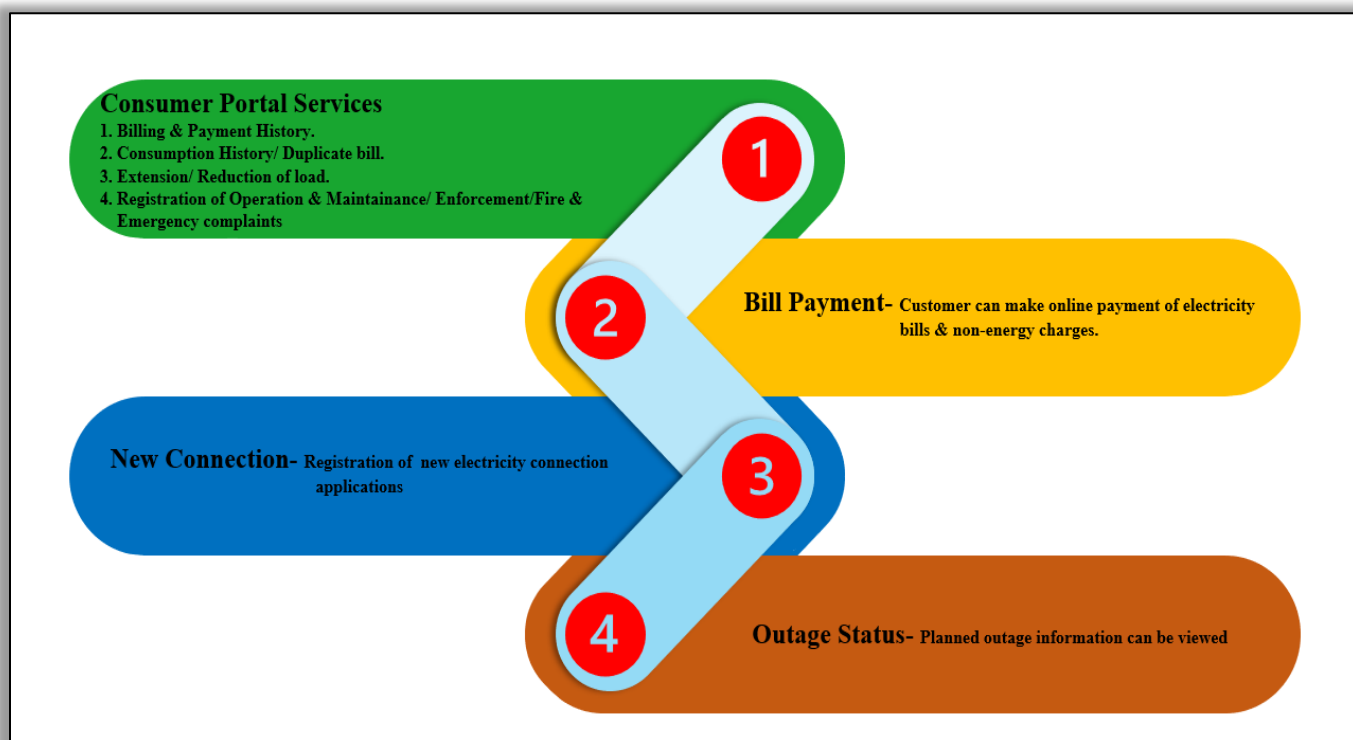 Consumer Portal Services
1. Billing & Payment History.
2. Consumption History/ Duplicate bill.
3. Extension/ Reduction of load.
4. Registration of Operation & Maintainance/ Enforcement/Fire &
Emergency complaints
1
2
Bill Payment- Customer can make online payment of electricity
bills & non-energy charges.
New Connection- Registration of new electricity connection
applications
3
4
Outage Status- Planned outage information can be viewed